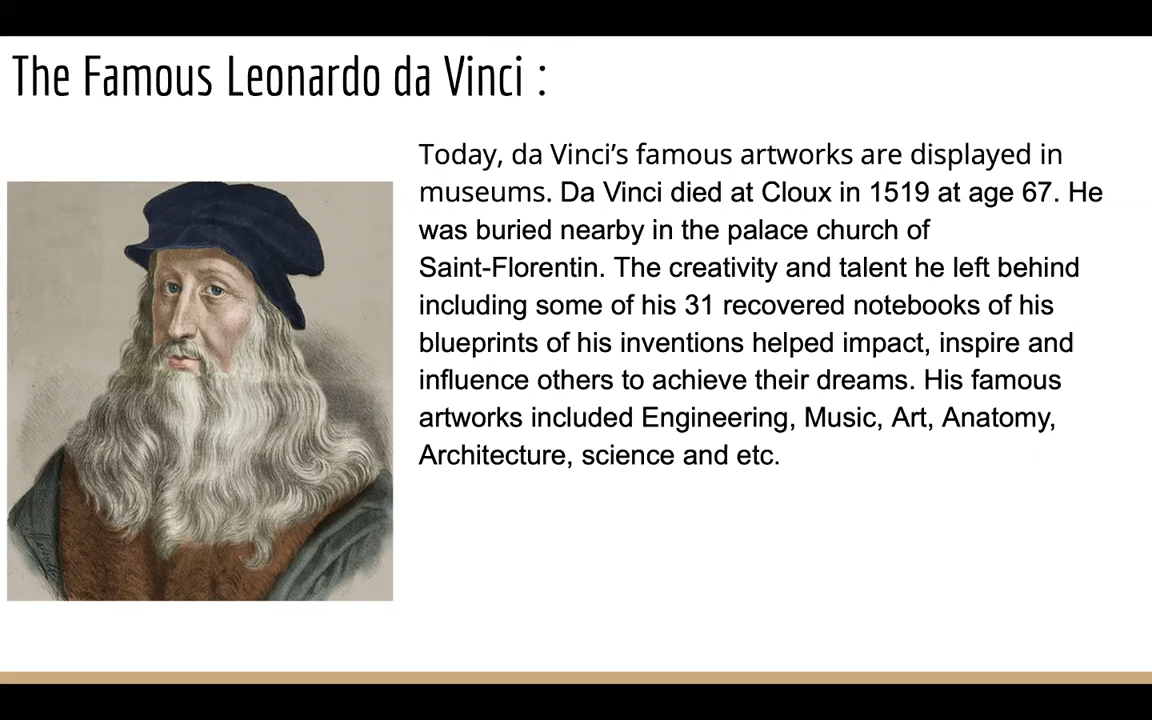 The Famous Leonardo da Vinci :
Today, da Vinci’s famous artworks are displayed in
museums. Da Vinci died at Cloux in 1519 at age 67. He
was buried nearby in the palace church of
Saint-Florentin. The creativity and talent he left behind
including some of his 31 recovered notebooks of his
blueprints of his inventions helped impact, inspire and
influence others to achieve their dreams. His famous
artworks included Engineering, Music, Art, Anatomy,
Architecture, science and etc.